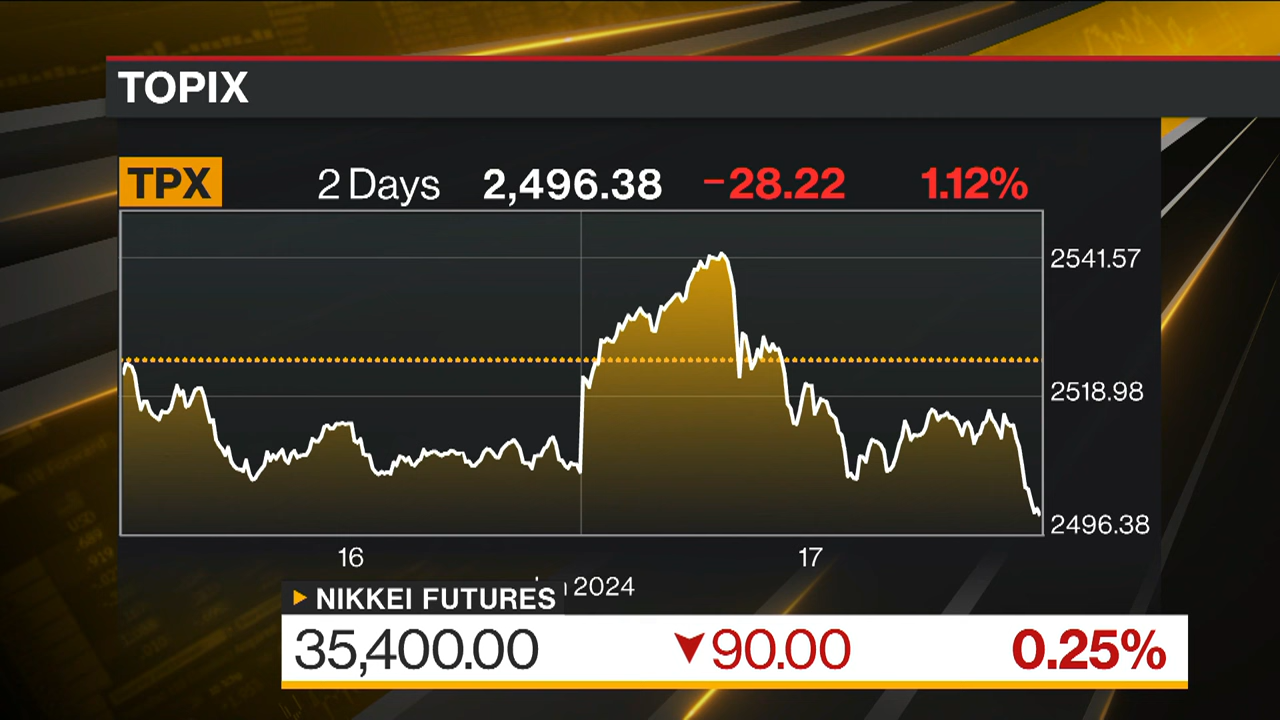 TOPIX
TPX 2 Days 2,496.38 −28.22 1.12%
2541.57
2518.98
2496.38
16 17
2024
NIKKEI FUTURES
35,400.00 ▼90.00 0.25%